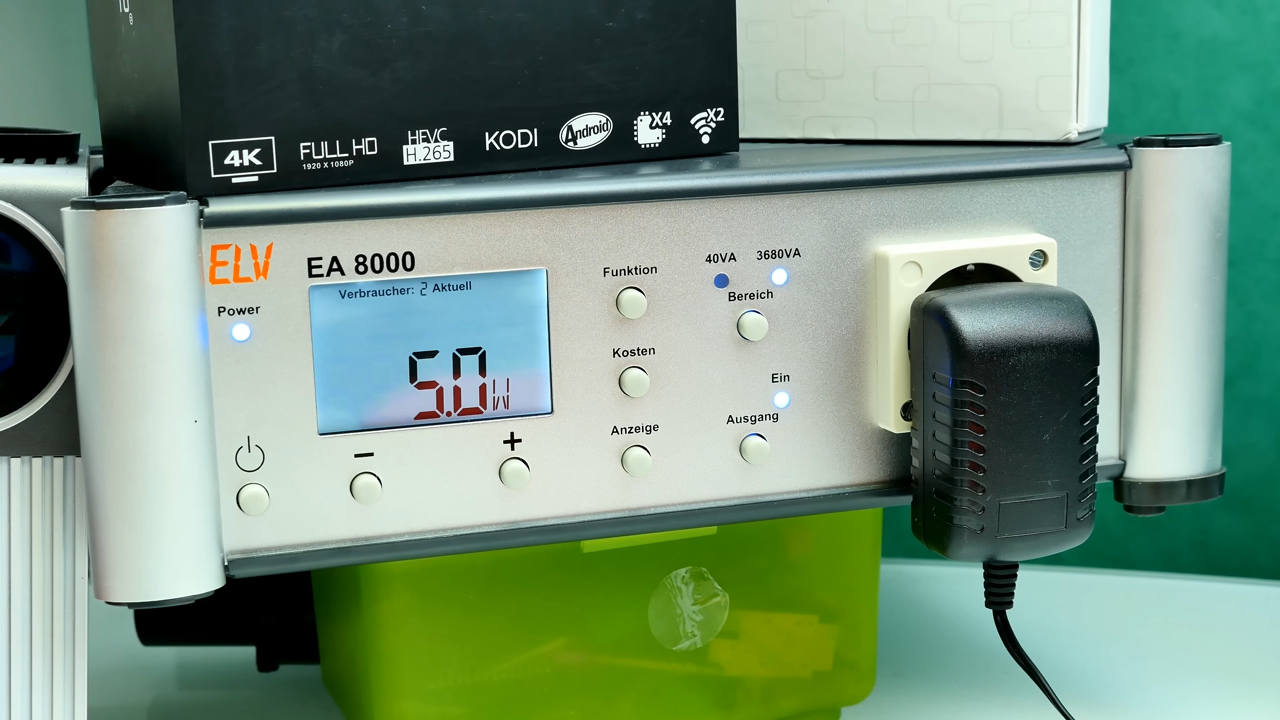 4K
FULL HD
1920 X 1080P
HEVC
H.265
KODI
Android
X4
X2
ELV
EA 8000
Power
Verbraucher: 2 Aktuell
5.0W
Funktion
Kosten
Anzeige
40VA
3680VA
Bereich
Ein
Ausgang
−
+